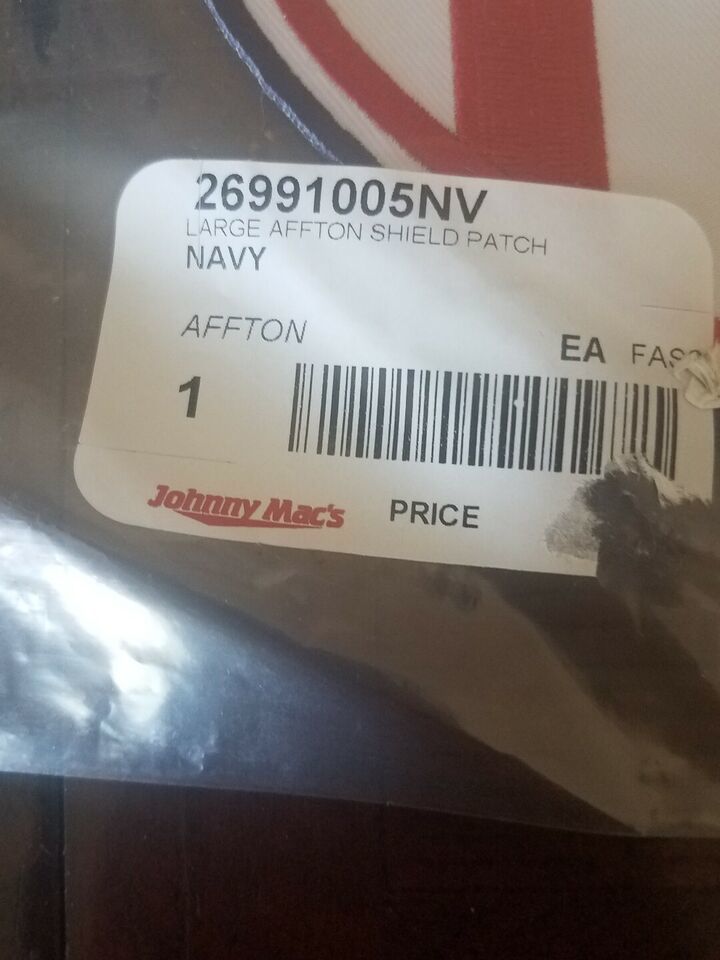 26991005NV
LARGE AFFTON SHIELD PATCH
NAVY
AFFTON
EA
1
Johnny Mac's
PRICE